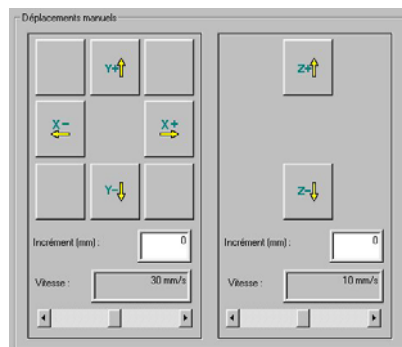 Déplacements manuels
Y+
Z+
X-
X+
Y-
Z-
Incrément (mm) :
0
Incrément (mm) :
0
Vitesse :
30 mm/s
Vitesse :
10 mm/s